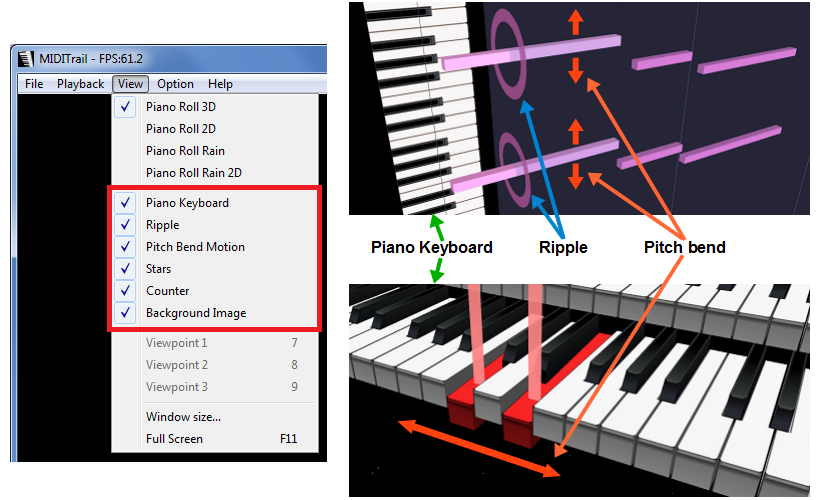 MIDITrail - FPS:61.2
File Playback View Option Help
Piano Roll 3D
Piano Roll 2D
Piano Roll Rain
Piano Roll Rain 2D
Piano Keyboard
Ripple
Pitch Bend Motion
Stars
Counter
Background Image
Viewpoint 1 7
Viewpoint 2 8
Viewpoint 3 9
Window size...
Full Screen F11
Piano Keyboard Ripple Pitch bend